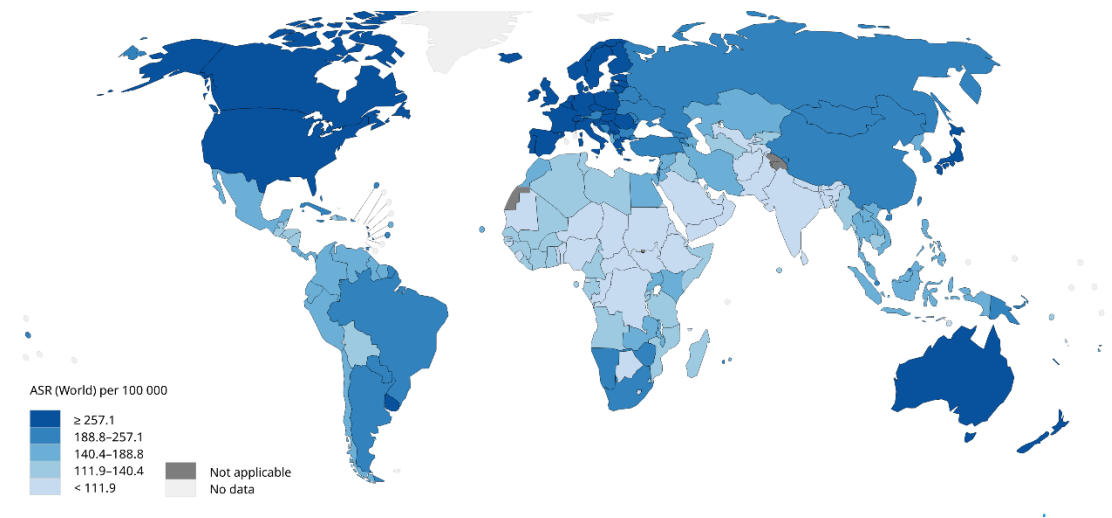 ASR (World) per 100 000
≥ 257.1
188.8–257.1
140.4–188.8
111.9–140.4
< 111.9
Not applicable
No data